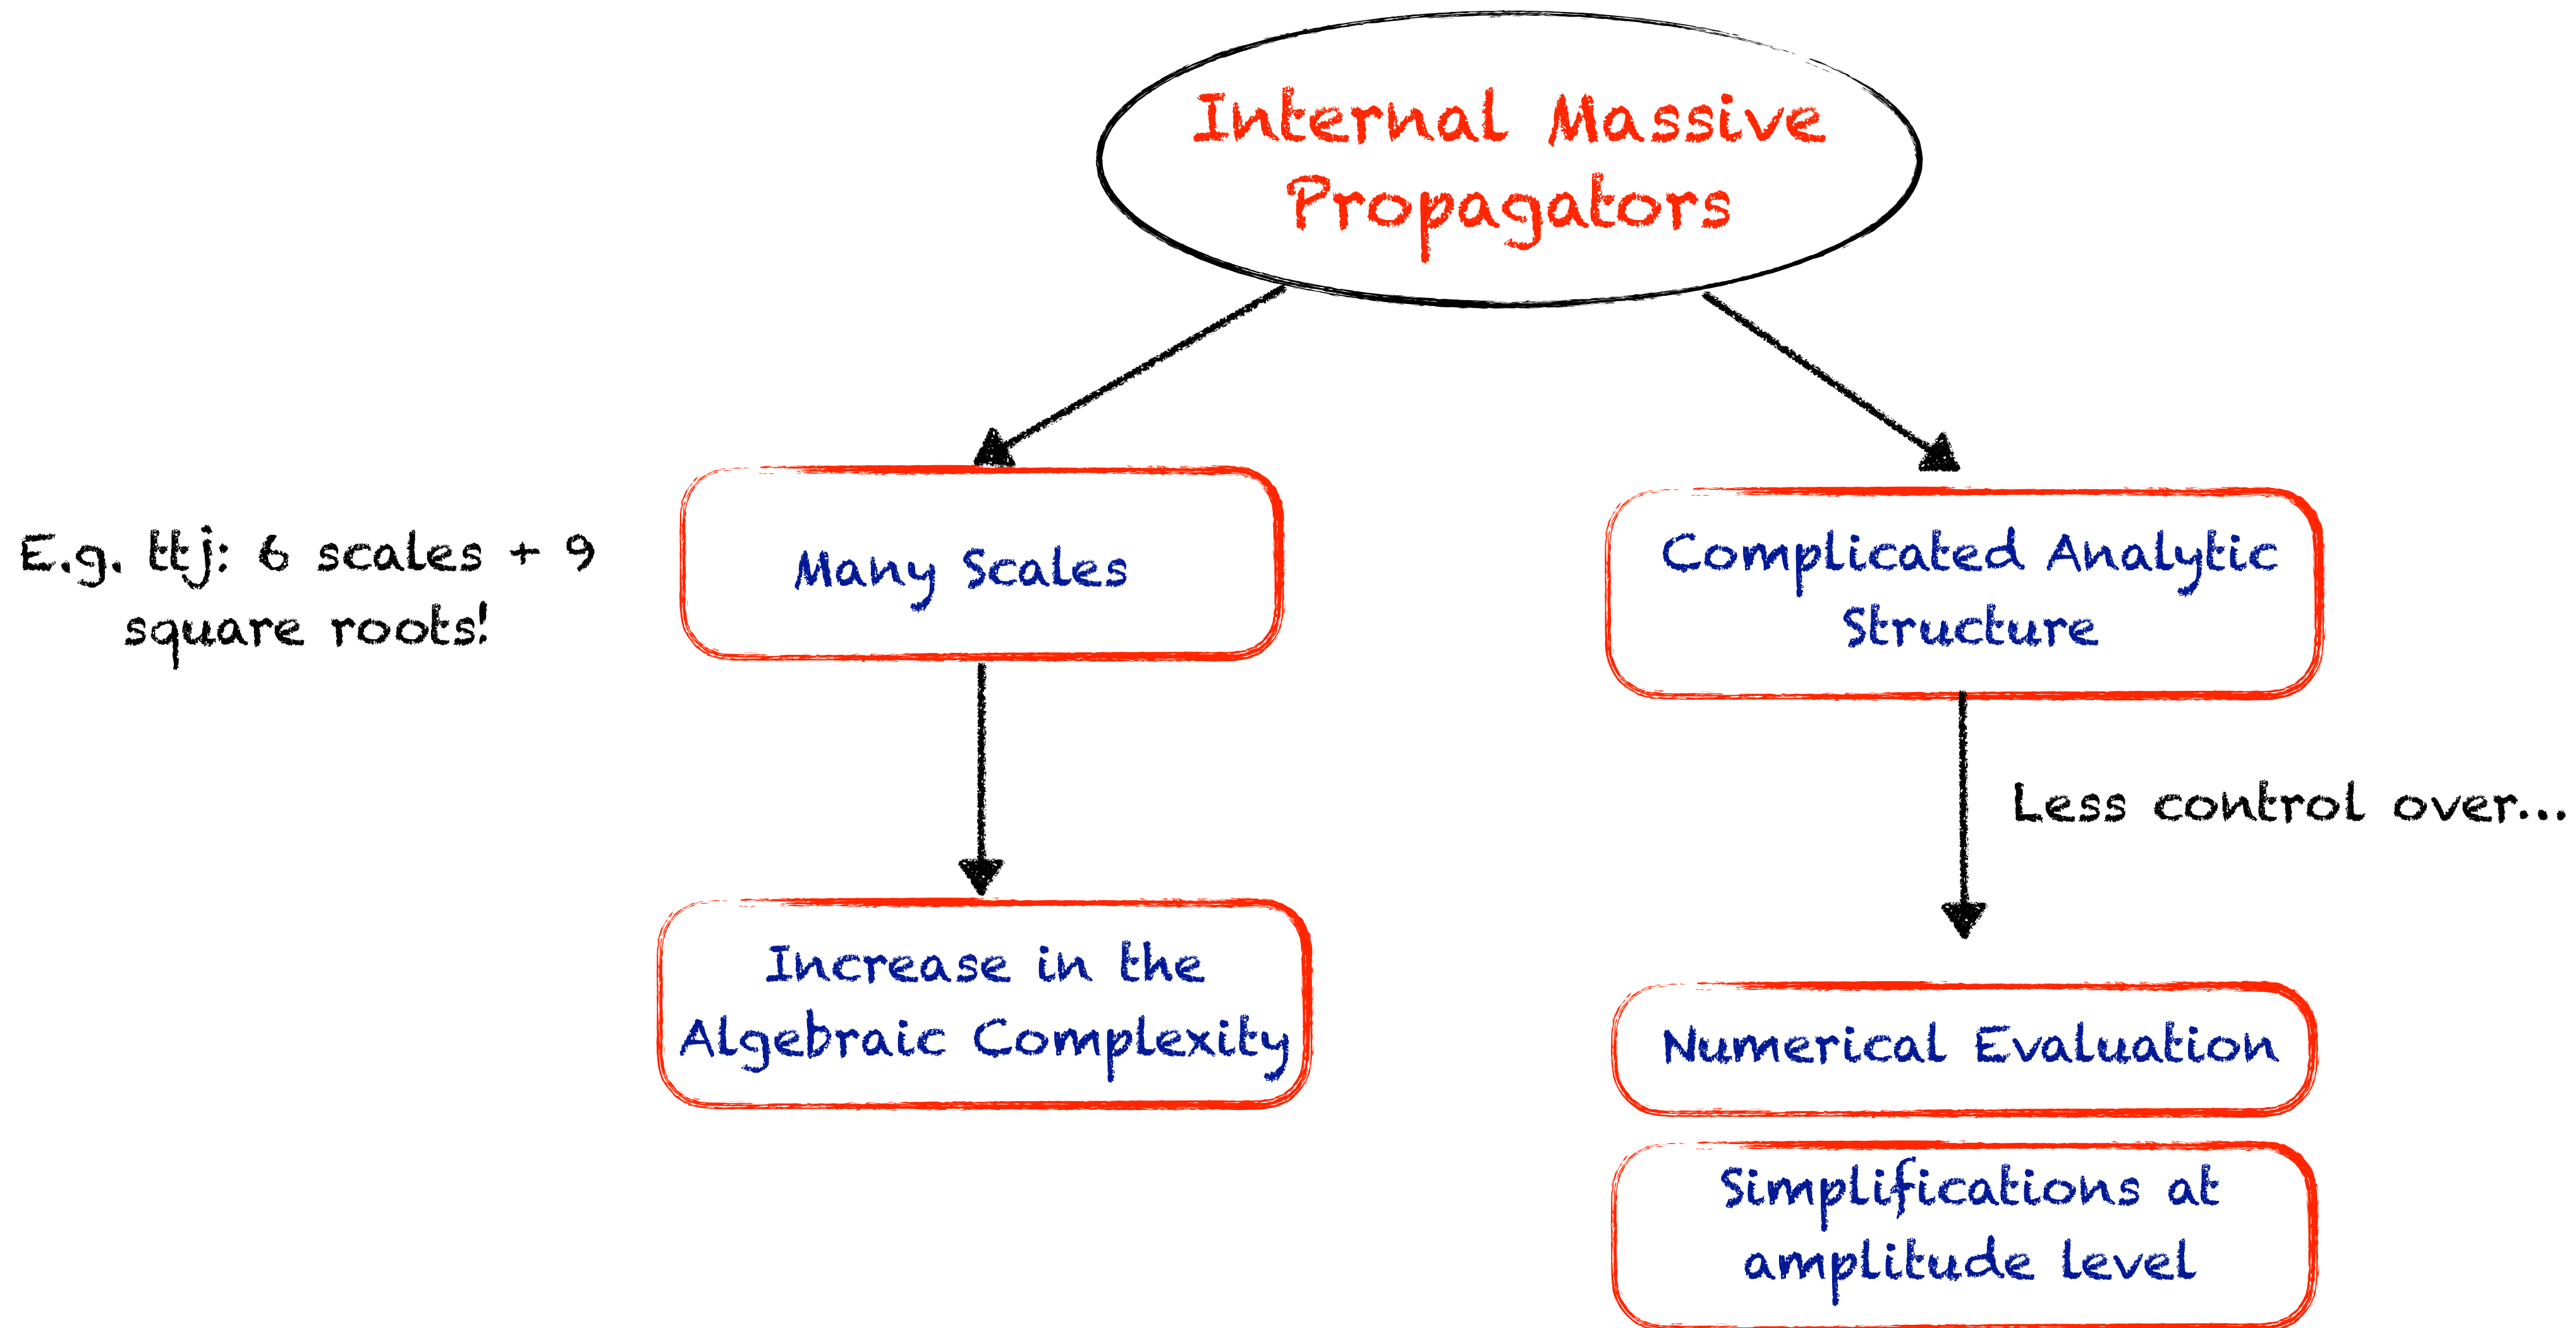 Internal Massive
Propagators
E.g. ttj: 6 scales + 9
square roots!
Many Scales
Complicated Analytic
Structure
Less control over...
Increase in the
Algebraic Complexity
Numerical Evaluation
Simplifications at
amplitude level